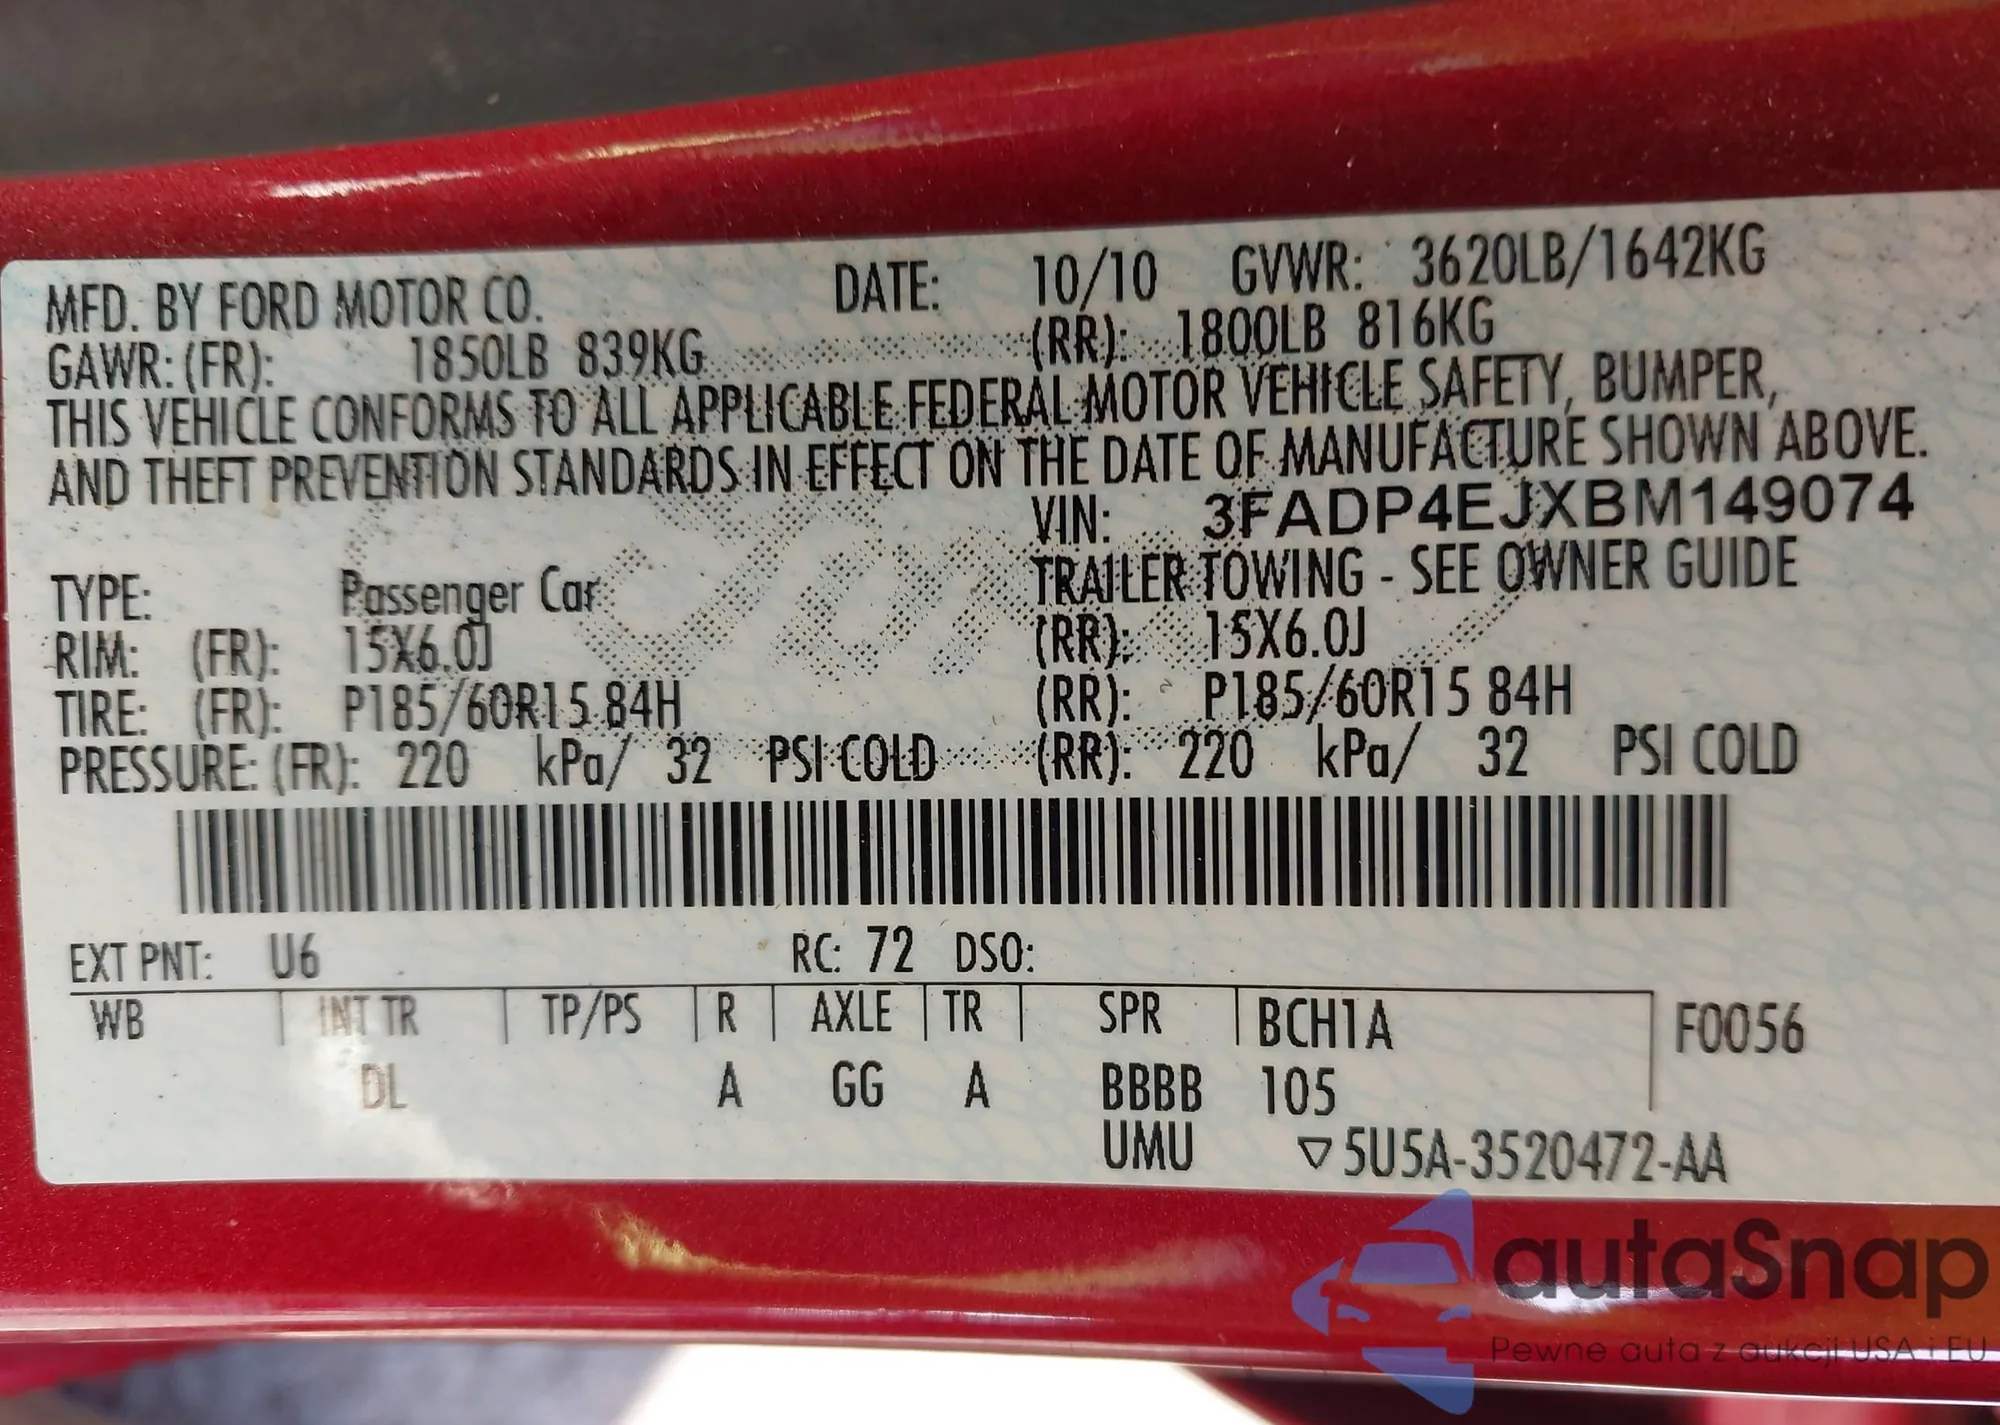 MFD. BY FORD MOTOR CO. DATE: 10/10 GVWR: 3620LB/1642KG
GAWR: (FR): 1850LB 839KG (RR): 1800LB 816KG
THIS VEHICLE CONFORMS TO ALL APPLICABLE FEDERAL MOTOR VEHICLE SAFETY, BUMPER,
AND THEFT PREVENTION STANDARDS IN EFFECT ON THE DATE OF MANUFACTURE SHOWN ABOVE.
VIN: 3FADP4EJXBM149074
TYPE: Passenger Car TRAILER TOWING - SEE OWNER GUIDE
RIM: (FR): 15X6.0J (RR): 15X6.0J
TIRE: (FR): P185/60R15 84H (RR): P185/60R15 84H
PRESSURE: (FR): 220 kPa/ 32 PSI COLD (RR): 220 kPa/ 32 PSI COLD
EXT PNT: U6 RC: 72 DSO:
WB INT TR TP/PS R AXLE TR SPR BCH1A F0056
DL A GG A BBBB 105
UMU ▽5U5A-3520472-AA
autaSnap
Pewne auta z aukcji USA i EU